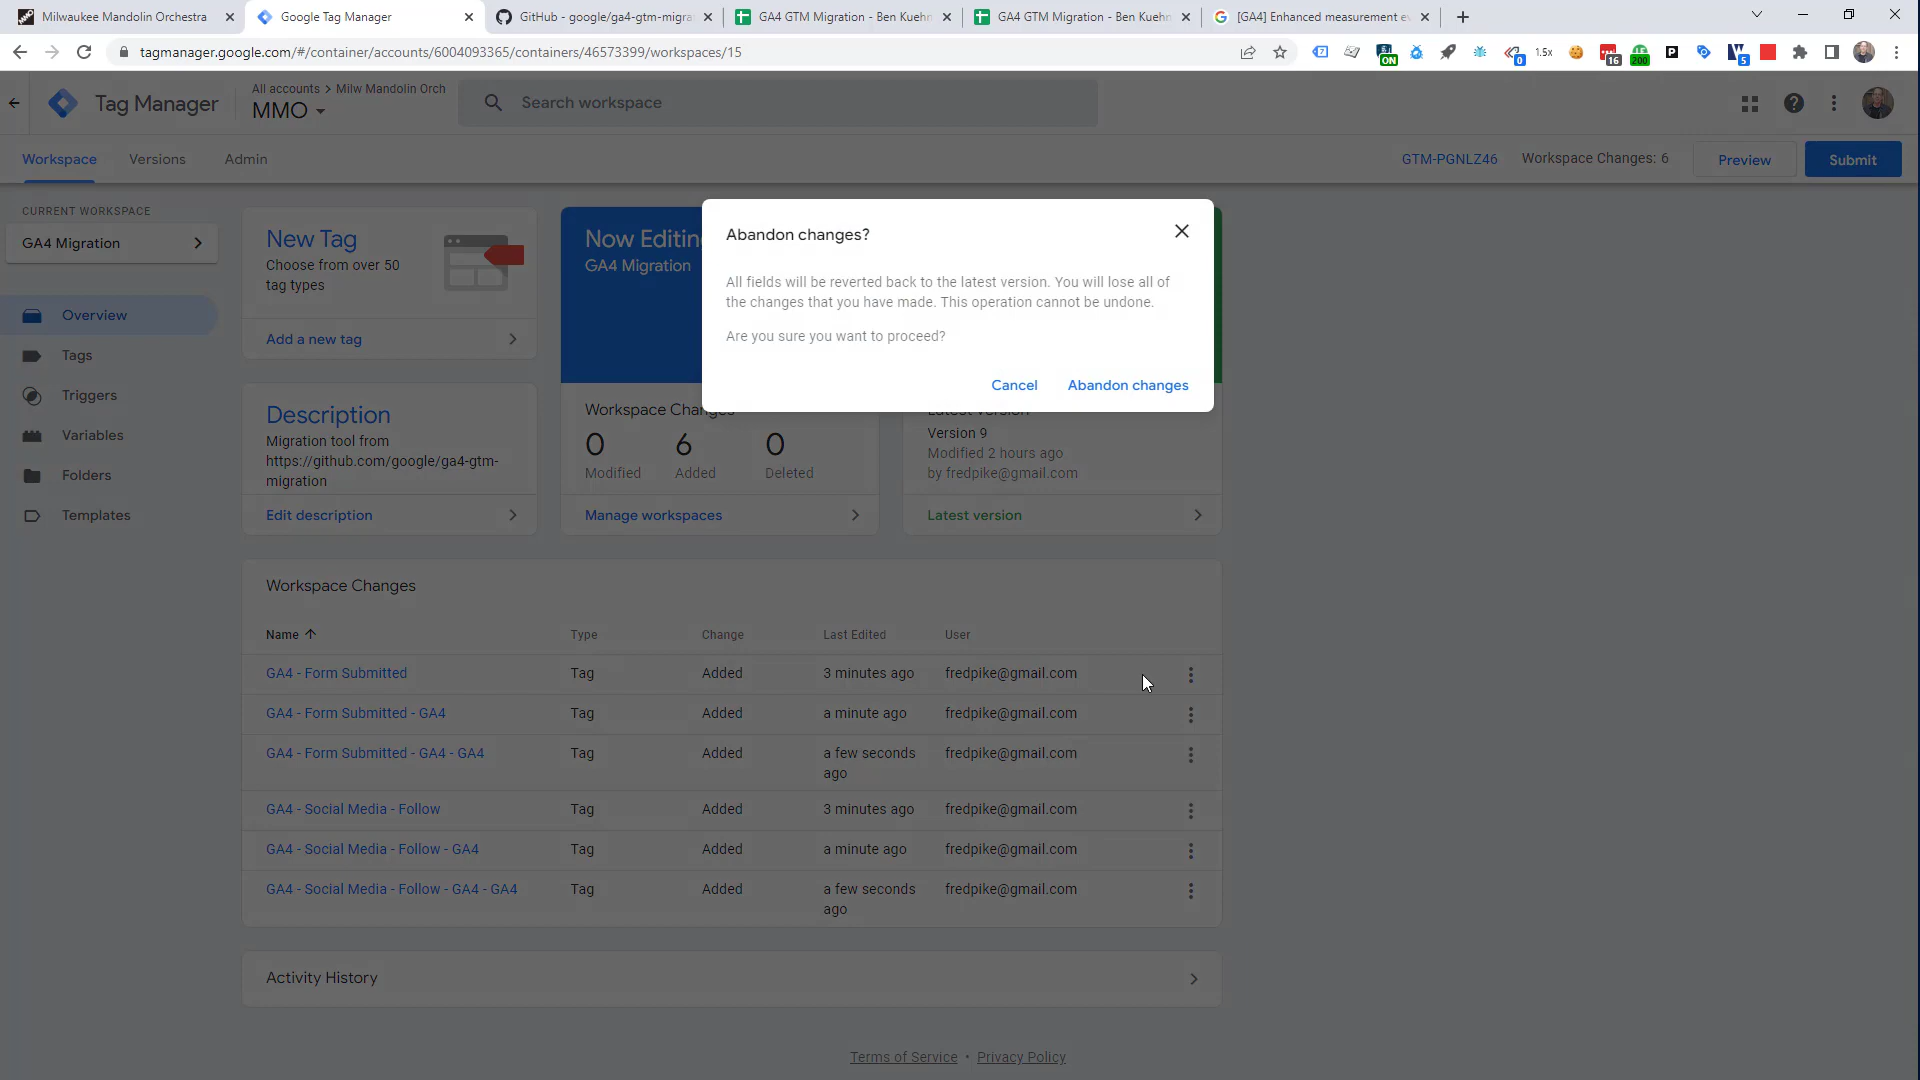 Milwaukee Mandolin Orchestra
Google Tag Manager
GitHub - google/ga4-gtm-migra
GA4 GTM Migration - Ben Kuehn
GA4 GTM Migration - Ben Kuehn
[GA4] Enhanced measurement e
tagmanager.google.com/#/container/accounts/6004093365/containers/46573399/workspaces/15
7
ON
0
1.5x
16
200
P
5
Tag Manager
All accounts > Milw Mandolin Orch
MMO
Search workspace
Workspace
Versions
Admin
GTM-PGNLZ46
Workspace Changes: 6
Preview
Submit
CURRENT WORKSPACE
GA4 Migration
Overview
Tags
Triggers
Variables
Folders
Templates
New Tag
Choose from over 50
tag types
Add a new tag
Now Editin
GA4 Migration
Abandon changes?
All fields will be reverted back to the latest version. You will lose all of
the changes that you have made. This operation cannot be undone.
Are you sure you want to proceed?
Cancel
Abandon changes
Description
Migration tool from
https://github.com/google/ga4-gtm-
migration
Edit description
Workspace Changes
0
6
0
Modified
Added
Deleted
Manage workspaces
Latest version
Version 9
Modified 2 hours ago
by fredpike@gmail.com
Latest version
Workspace Changes
Name Type Change Last Edited User
GA4 - Form Submitted Tag Added 3 minutes ago fredpike@gmail.com
GA4 - Form Submitted - GA4 Tag Added a minute ago fredpike@gmail.com
GA4 - Form Submitted - GA4 - GA4 Tag Added a few seconds fredpike@gmail.com
ago
GA4 - Social Media - Follow Tag Added 3 minutes ago fredpike@gmail.com
GA4 - Social Media - Follow - GA4 Tag Added a minute ago fredpike@gmail.com
GA4 - Social Media - Follow - GA4 - GA4 Tag Added a few seconds fredpike@gmail.com
ago
Activity History
Terms of Service • Privacy Policy